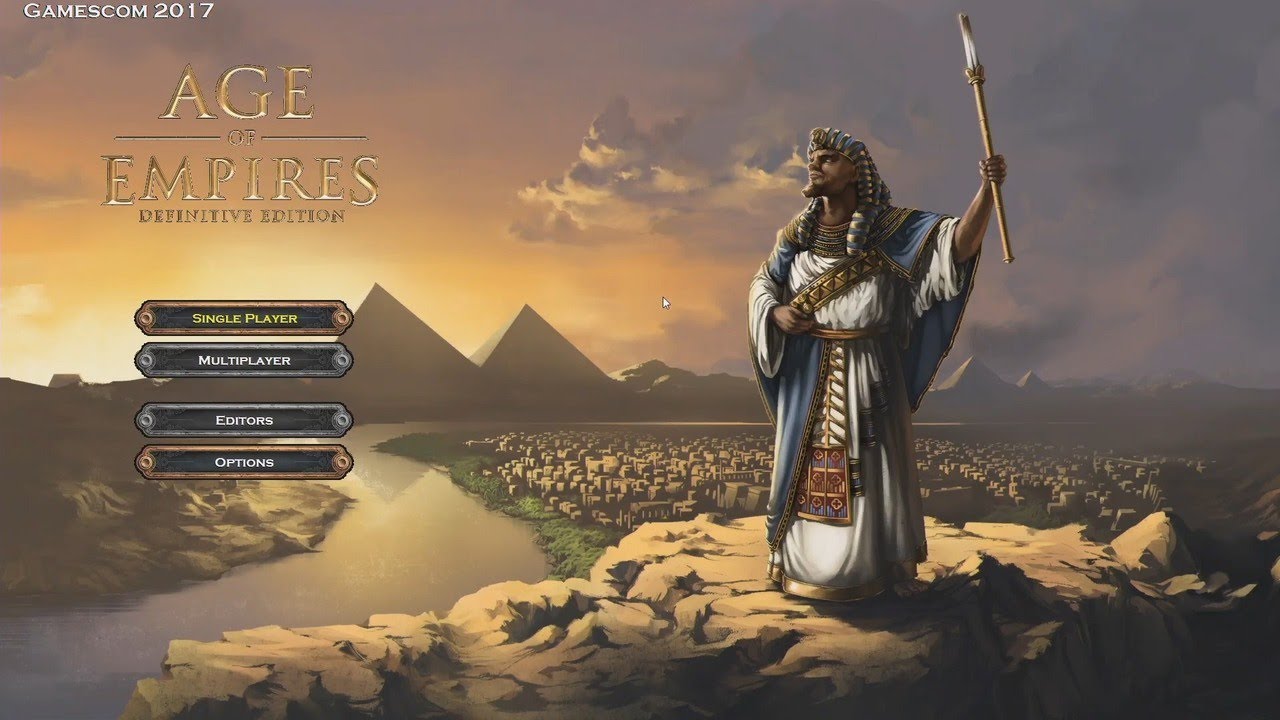 Gamescom 2017
AGE
OF
EMPIRES
DEFINITIVE EDITION
Single Player
Multiplayer
Editors
Options